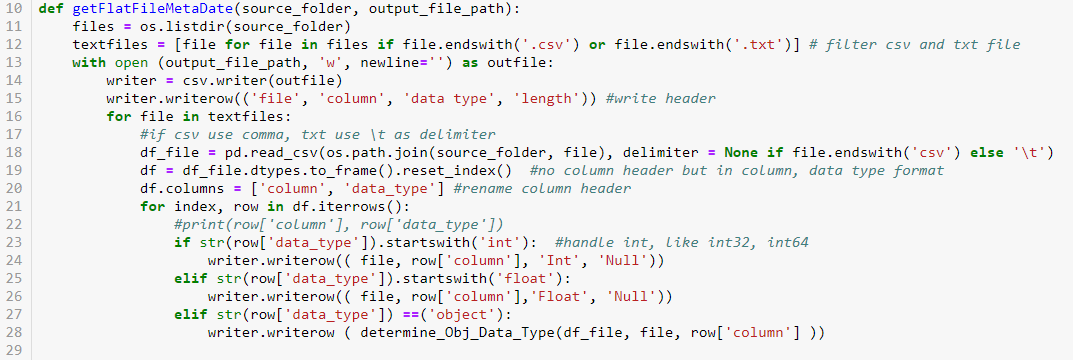 10 def getFlatFileMetaDate(source_folder, output_file_path):
11     files = os.listdir(source_folder)
12     textfiles = [file for file in files if file.endswith('.csv') or file.endswith('.txt')] # filter csv and txt file
13     with open (output_file_path, 'w', newline='') as outfile:
14         writer = csv.writer(outfile)
15         writer.writerow(('file', 'column', 'data type', 'length')) #write header
16         for file in textfiles:
17             #if csv use comma, txt use \t as delimiter
18             df_file = pd.read_csv(os.path.join(source_folder, file), delimiter = None if file.endswith('csv') else '\t')
19             df = df_file.dtypes.to_frame().reset_index()  #no column header but in column, data type format
20             df.columns = ['column', 'data_type'] #rename column header
21             for index, row in df.iterrows():
22                 #print(row['column'], row['data_type'])
23                 if str(row['data_type']).startswith('int'):  #handle int, like int32, int64
24                     writer.writerow(( file, row['column'], 'Int', 'Null'))
25                 elif str(row['data_type']).startswith('float'):
26                     writer.writerow(( file, row['column'],'Float', 'Null'))
27                 elif str(row['data_type']) ==('object'):
28                     writer.writerow ( determine_Obj_Data_Type(df_file, file, row['column'] ))
29